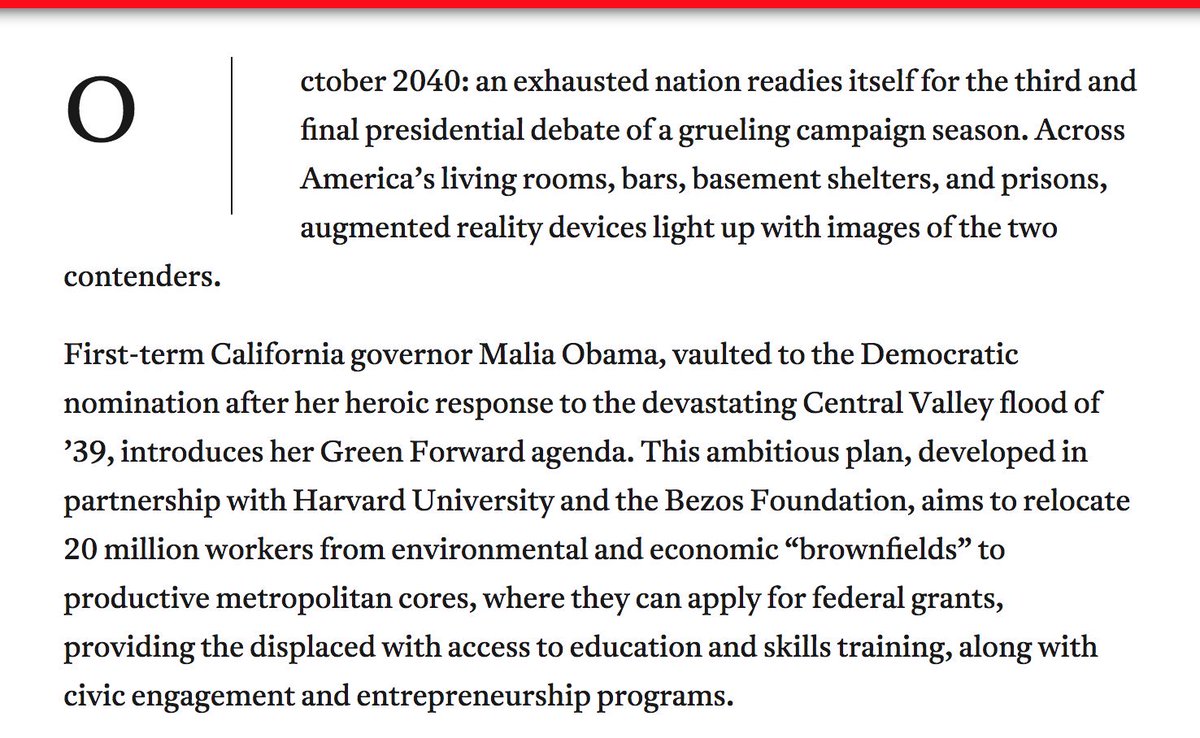 October 2040: an exhausted nation readies itself for the third and
final presidential debate of a grueling campaign season. Across
America’s living rooms, bars, basement shelters, and prisons,
augmented reality devices light up with images of the two
contenders.
First-term California governor Malia Obama, vaulted to the Democratic
nomination after her heroic response to the devastating Central Valley flood of
’39, introduces her Green Forward agenda. This ambitious plan, developed in
partnership with Harvard University and the Bezos Foundation, aims to relocate
20 million workers from environmental and economic “brownfields” to
productive metropolitan cores, where they can apply for federal grants,
providing the displaced with access to education and skills training, along with
civic engagement and entrepreneurship programs.